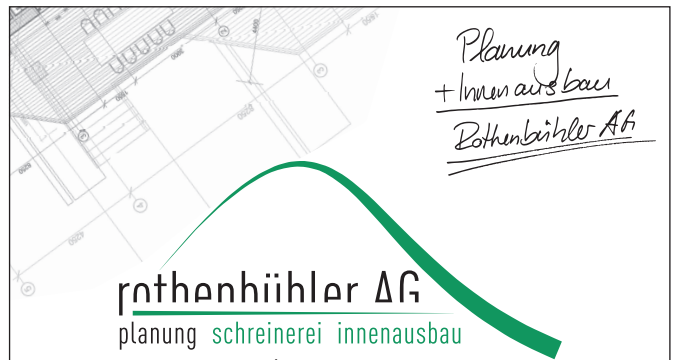 Planung
+ Innenausbau
Rothenbühler AG
rothenbühler AG
planung schreinerei innenausbau